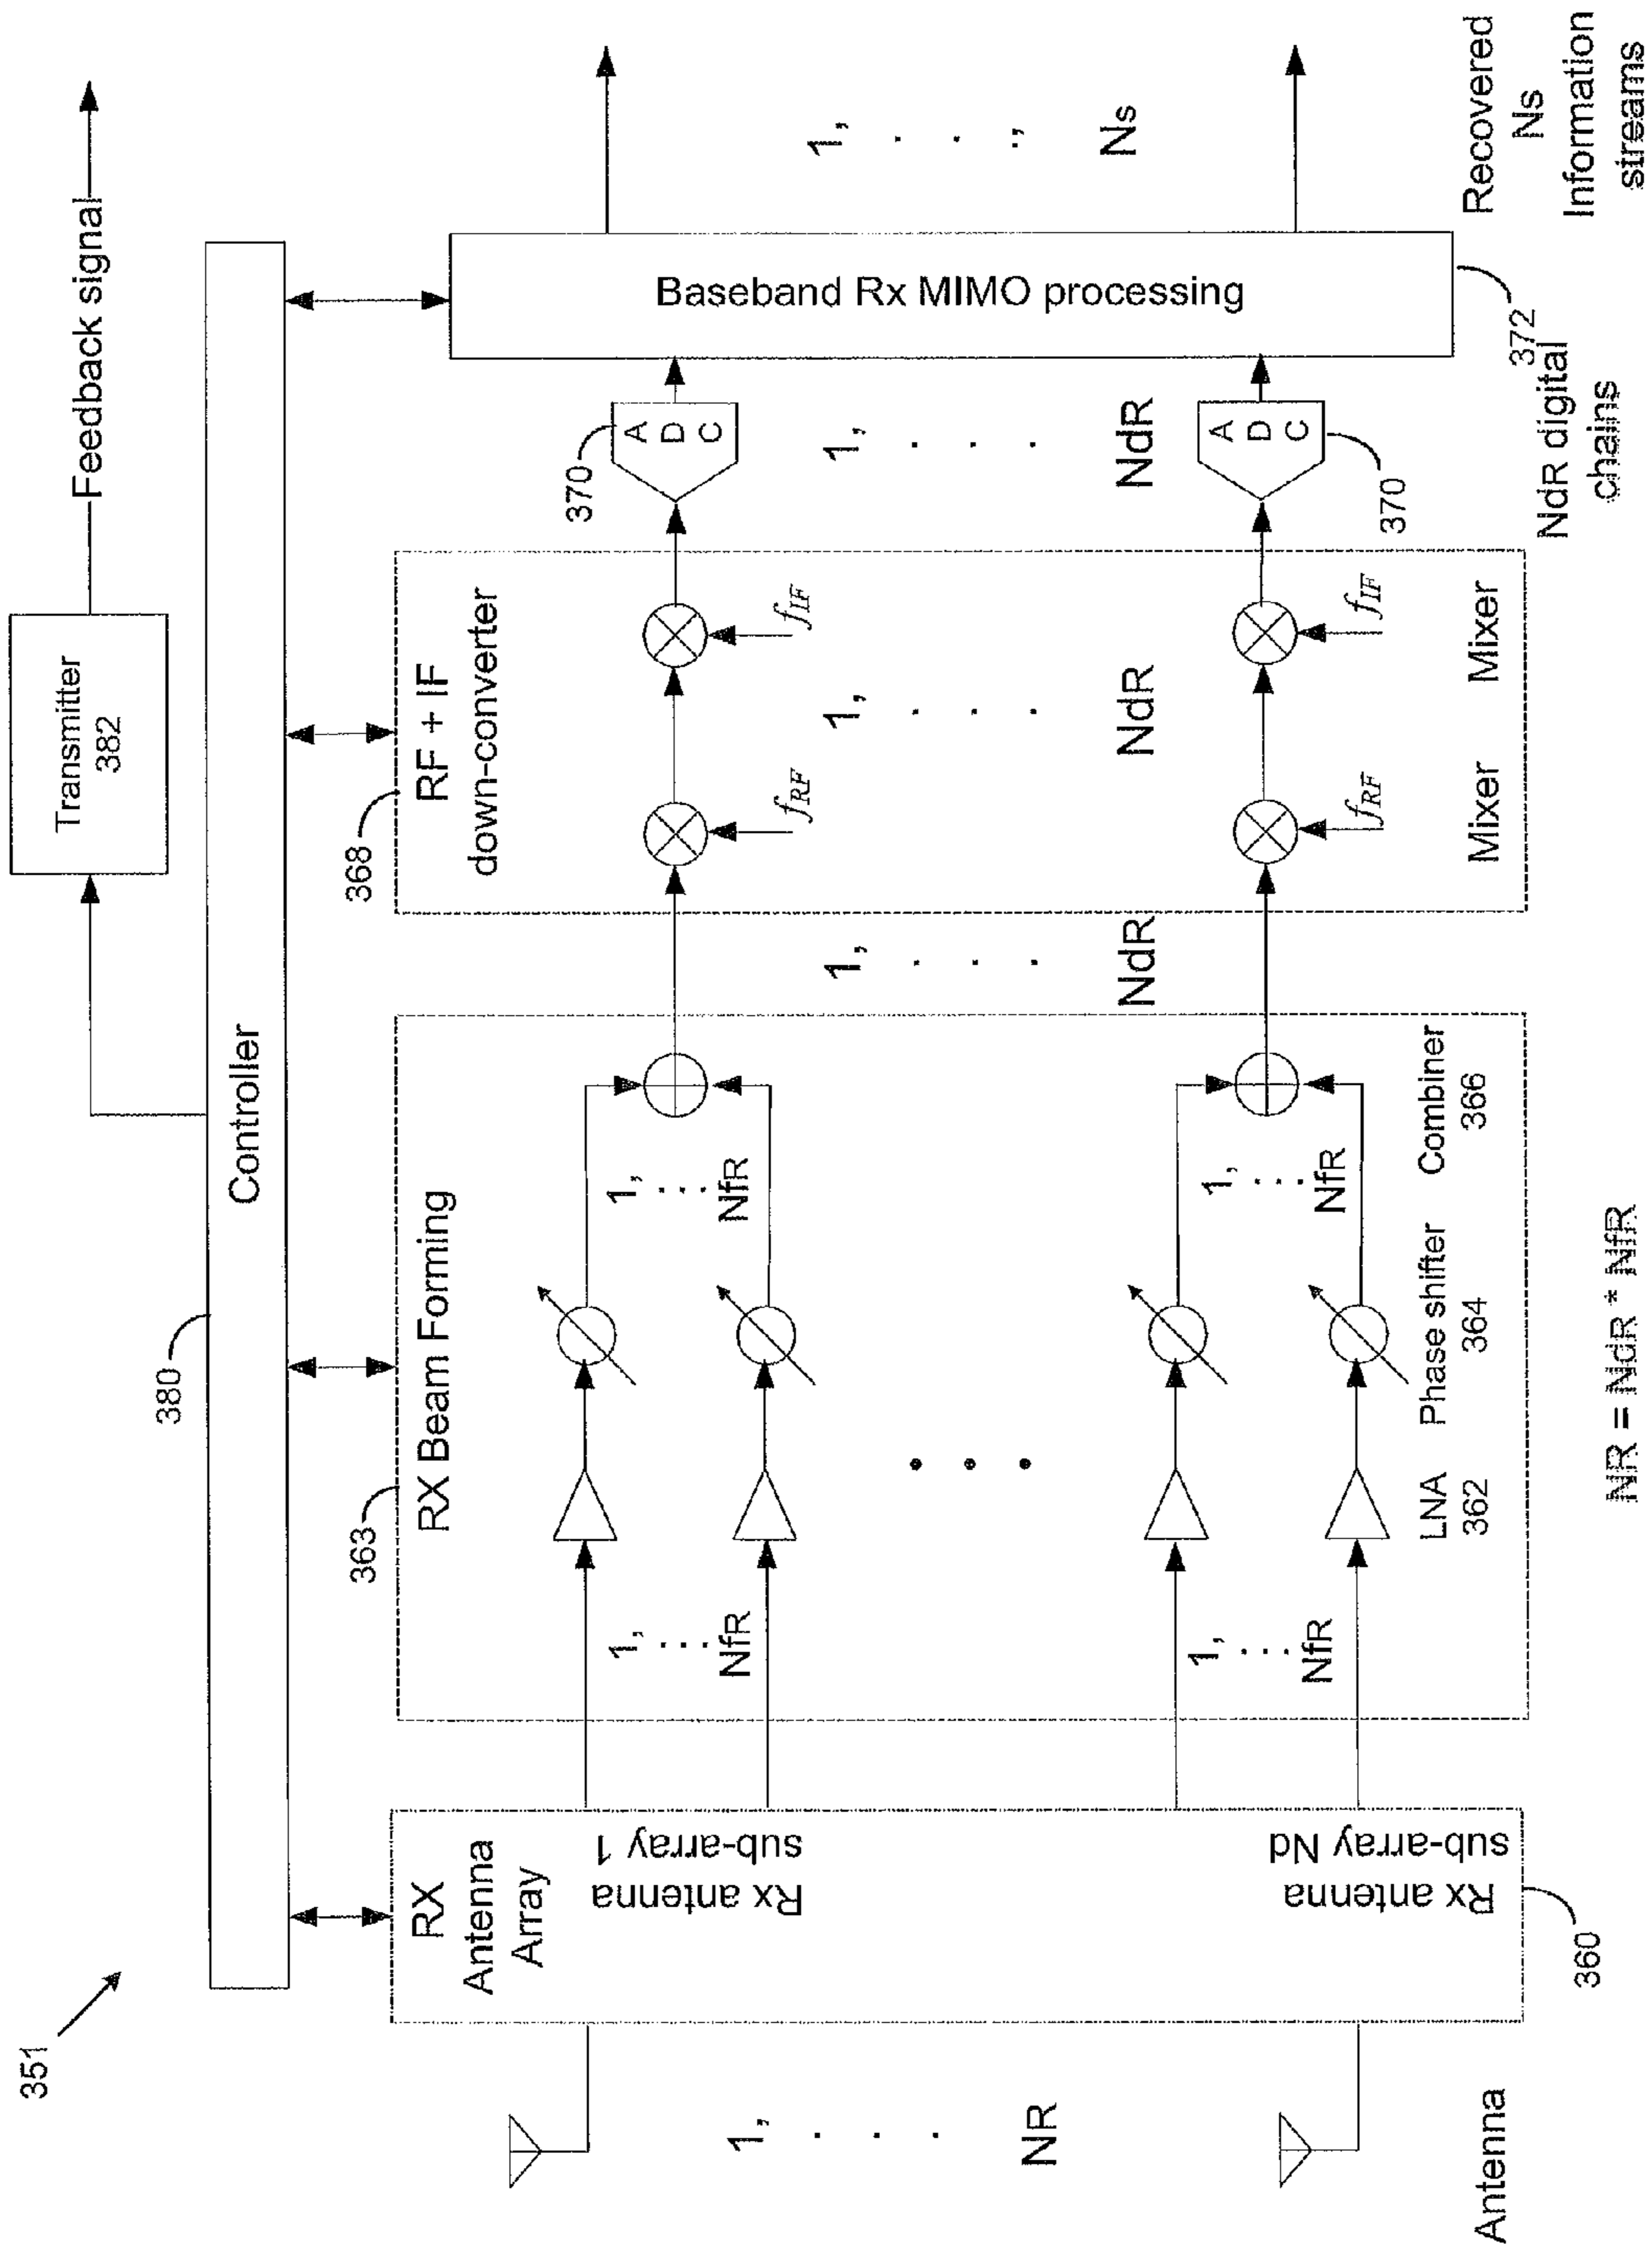 351
Transmitter
382
Feedback signal
380
Controller
RX
Antenna
Array
Rx antenna
sub-array 1
Rx antenna
sub-array Nd
360
Antenna
1,
. . .
NR
363
RX Beam Forming
1,
...
NfR
1,
...
NfR
1,
...
NfR
1,
...
NfR
. . .
LNA
362
Phase shifter
364
Combiner
366
NR = NdR * NfR
1,
. . .
NdR
368
RF + IF
down-converter
fRF
fIF
1,
. . .
NdR
fRF
fIF
Mixer
Mixer
370
A
D
C
1,
. . .
NdR
A
D
C
370
NdR digital
chains
Baseband Rx MIMO processing
372
1,
. . .,
Ns
Recovered
Ns
Information
streams